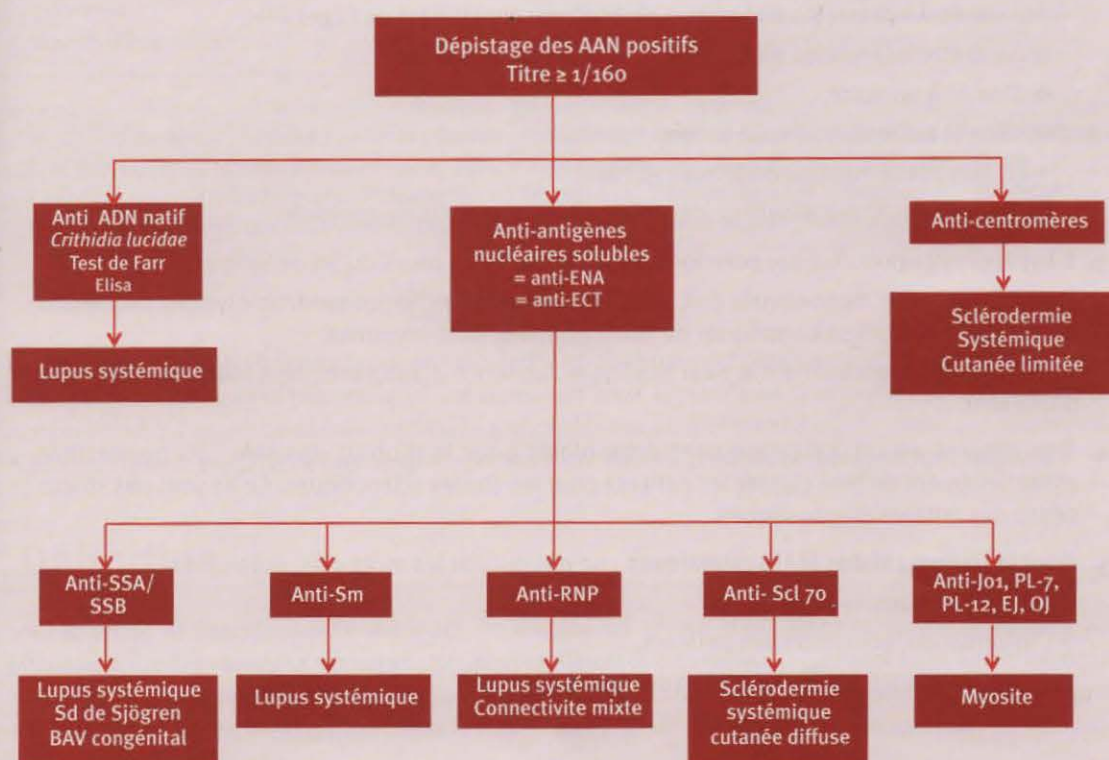 Dépistage des AAN positifs
Titre ≥ 1/160
Anti ADN natif
Crithidia lucidae
Test de Farr
Elisa
Anti-antigènes
nucléaires solubles
= anti-ENA
= anti-ECT
Anti-centromères
Lupus systémique
Sclérodermie
Systémique
Cutanée limitée
Anti-SSA/
SSB
Anti-Sm
Anti-RNP
Anti- Scl 70
Anti-J01, PL-7,
PL-12, EJ, OJ
Lupus systémique
Sd de Sjögren
BAV congénital
Lupus systémique
Lupus systémique
Connectivite mixte
Sclérodermie
systémique
cutanée diffuse
Myosite